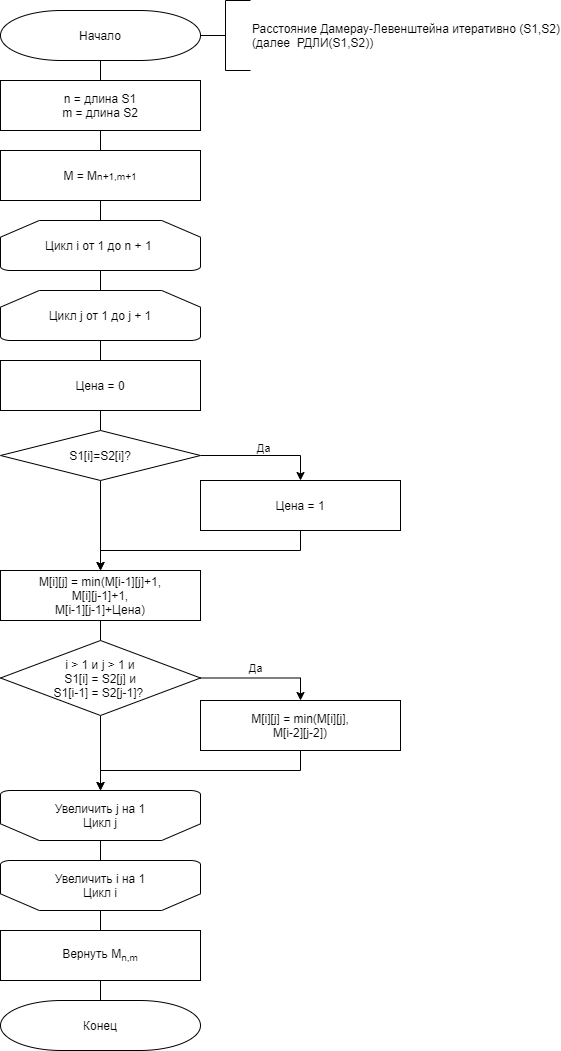 Начало
Расстояние Дамерау-Левенштейна итеративно (S1,S2)
(далее РДЛИ(S1,S2))
n = длина S1
m = длина S2
M = Mn+1,m+1
Цикл i от 1 до n + 1
Цикл j от 1 до j + 1
Цена = 0
S1[i]=S2[i]?
Да
Цена = 1
M[i][j] = min(M[i-1][j]+1,
M[i][j-1]+1,
M[i-1][j-1]+Цена)
i > 1 и j > 1 и
S1[i] = S2[j] и
S1[i-1] = S2[j-1]?
Да
M[i][j] = min(M[i][j],
M[i-2][j-2])
Увеличить j на 1
Цикл j
Увеличить i на 1
Цикл i
Вернуть Mn,m
Конец